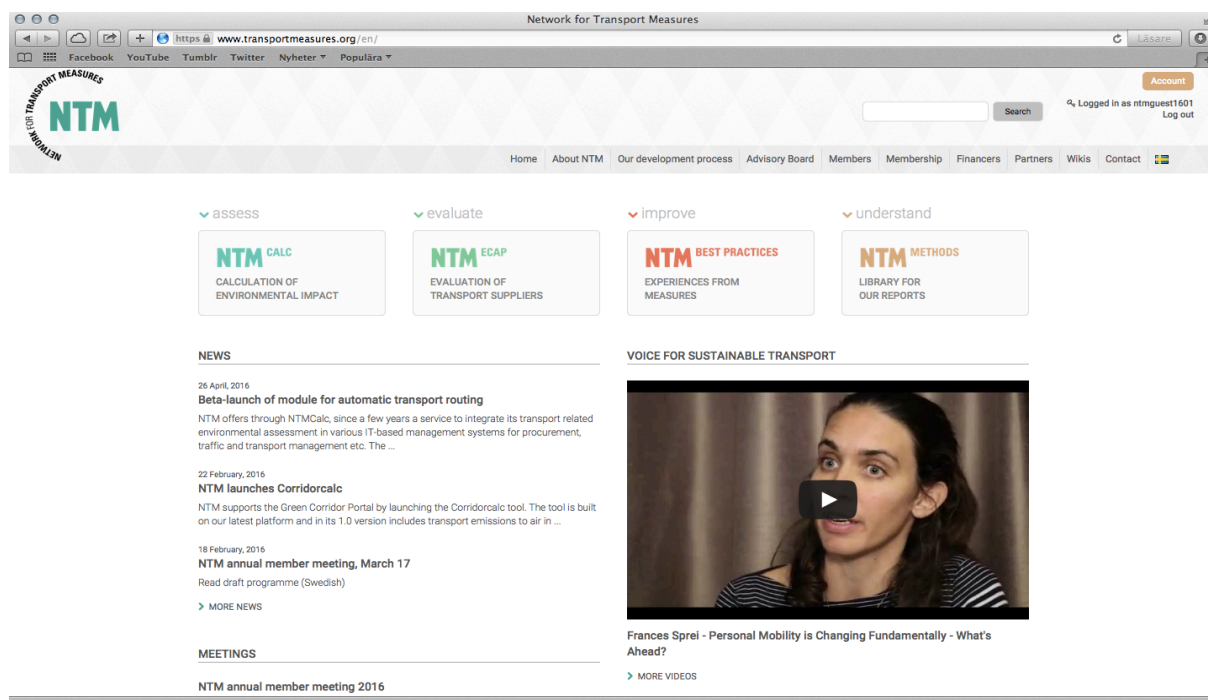 Network for Transport Measures
https www.transportmeasures.org/en/
Läsare
Facebook YouTube Tumblr Twitter Nyheter Populära
NETWORK FOR TRANSPORT MEASURES
NTM
Account
Search
Logged in as ntmguest1601
Log out
Home About NTM Our development process Advisory Board Members Membership Financers Partners Wikis Contact
assess
NTM CALC
CALCULATION OF
ENVIRONMENTAL IMPACT
evaluate
NTM ECAP
EVALUATION OF
TRANSPORT SUPPLIERS
improve
NTM BEST PRACTICES
EXPERIENCES FROM
MEASURES
understand
NTM METHODS
LIBRARY FOR
OUR REPORTS
NEWS
26 April, 2016
Beta-launch of module for automatic transport routing
NTM offers through NTMCalc, since a few years a service to integrate its transport related
environmental assessment in various IT-based management systems for procurement,
traffic and transport management etc. The ...
22 February, 2016
NTM launches Corridorcalc
NTM supports the Green Corridor Portal by launching the Corridorcalc tool. The tool is built
on our latest platform and in its 1.0 version includes transport emissions to air in ...
18 February, 2016
NTM annual member meeting, March 17
Read draft programme (Swedish)
MORE NEWS
MEETINGS
NTM annual member meeting 2016
VOICE FOR SUSTAINABLE TRANSPORT
Frances Sprei - Personal Mobility is Changing Fundamentally - What's
Ahead?
MORE VIDEOS